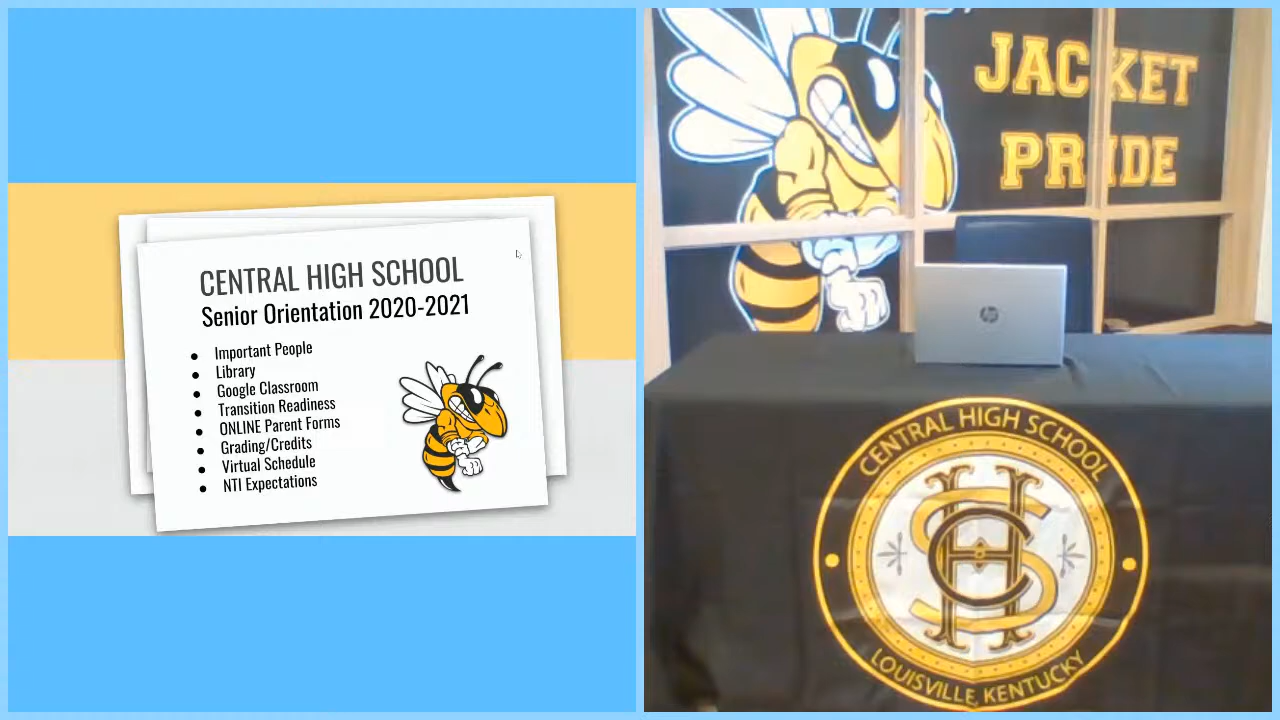 CENTRAL HIGH SCHOOL
Senior Orientation 2020-2021
• Important People
• Library
• Google Classroom
• Transition Readiness
• ONLINE Parent Forms
• Grading/Credits
• Virtual Schedule
• NTI Expectations
JACKET
PRIDE
hp
CENTRAL HIGH SCHOOL
CHS
LOUISVILLE, KENTUCKY